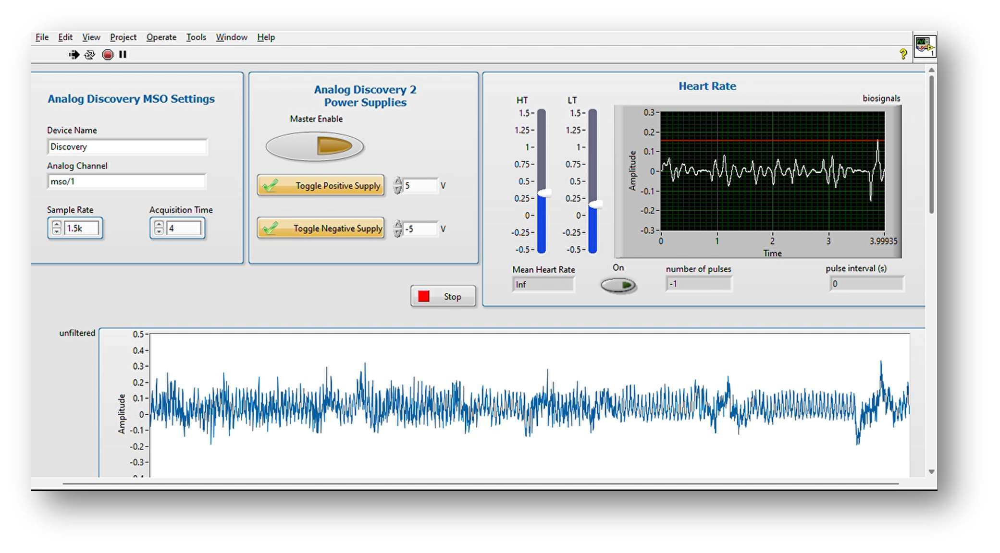 File Edit View Project Operate Tools Window Help
1
Analog Discovery MSO Settings
Device Name
Discovery
Analog Channel
mso/1
Sample Rate Acquisition Time
1.5k 4
Analog Discovery 2
Power Supplies
Master Enable
Toggle Positive Supply 5 V
Toggle Negative Supply -5 V
Stop
Heart Rate
HT LT
1.5 1.5
1.25 1.25
1 1
0.75 0.75
0.5 0.5
0.25 0.25
0 0
-0.25 -0.25
-0.5 -0.5
biosignals
Amplitude
0.3
0.2
0.1
0
-0.1
-0.2
-0.3
0 1 2 3 3.99935
Time
Mean Heart Rate On number of pulses pulse interval (s)
Inf -1 0
unfiltered
Amplitude
0.5
0.4
0.3
0.2
0.1
0
-0.1
-0.2
-0.3